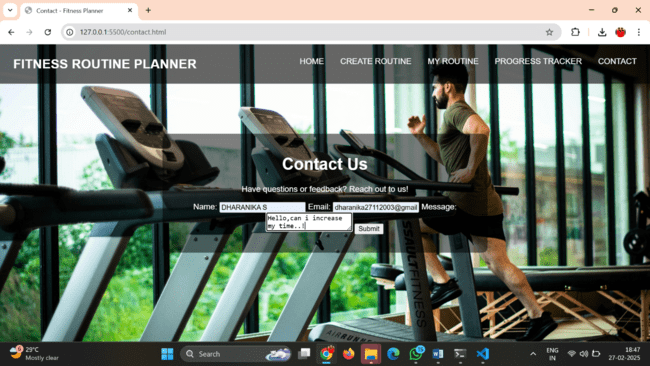 Contact - Fitness Planner
127.0.0.1:5500/contact.html
FITNESS ROUTINE PLANNER
HOME CREATE ROUTINE MY ROUTINE PROGRESS TRACKER CONTACT
Contact Us
Have questions or feedback? Reach out to us!
Name: DHARANIKA S Email: dharanika27112003@gmail Message:
Hello,can i increase
my time..!
Submit
29°C
Mostly clear
Search
ENG
IN
18:47
27-02-2025